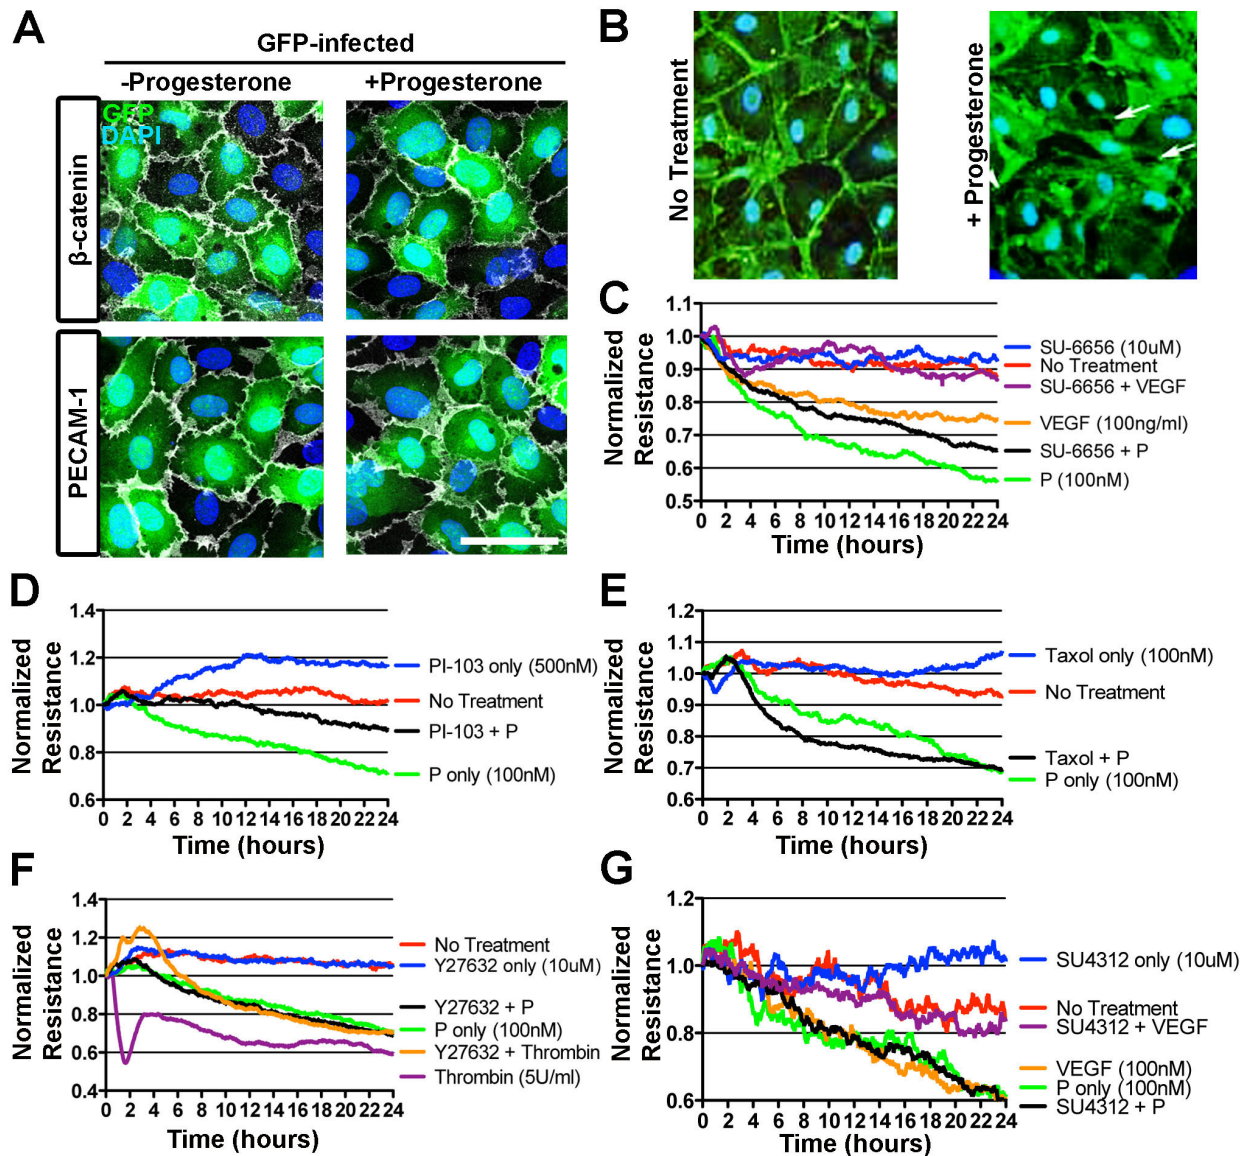 A
GFP-infected
-Progesterone
+Progesterone
β-catenin
GFP
DAPI
PECAM-1
B
No Treatment
+ Progesterone
C
Normalized
Resistance
1.1
1.0
0.9
0.8
0.7
0.6
0.5
0 2 4 6 8 10 12 14 16 18 20 22 24
Time (hours)
SU-6656 (10uM)
No Treatment
SU-6656 + VEGF
VEGF (100ng/ml)
SU-6656 + P
P (100nM)
D
Normalized
Resistance
1.4
1.2
1.0
0.8
0.6
0 2 4 6 8 10 12 14 16 18 20 22 24
Time (hours)
PI-103 only (500nM)
No Treatment
PI-103 + P
P only (100nM)
E
Normalized
Resistance
1.2
1.1
1.0
0.9
0.8
0.7
0.6
0 2 4 6 8 10 12 14 16 18 20 22 24
Time (hours)
Taxol only (100nM)
No Treatment
Taxol + P
P only (100nM)
F
Normalized
Resistance
1.4
1.2
1.0
0.8
0.6
0.4
0 2 4 6 8 10 12 14 16 18 20 22 24
Time (hours)
No Treatment
Y27632 only (10uM)
Y27632 + P
P only (100nM)
Y27632 + Thrombin
Thrombin (5U/ml)
G
Normalized
Resistance
1.2
1.0
0.8
0.6
0 2 4 6 8 10 12 14 16 18 20 22 24
Time (hours)
SU4312 only (10uM)
No Treatment
SU4312 + VEGF
VEGF (100nM)
P only (100nM)
SU4312 + P